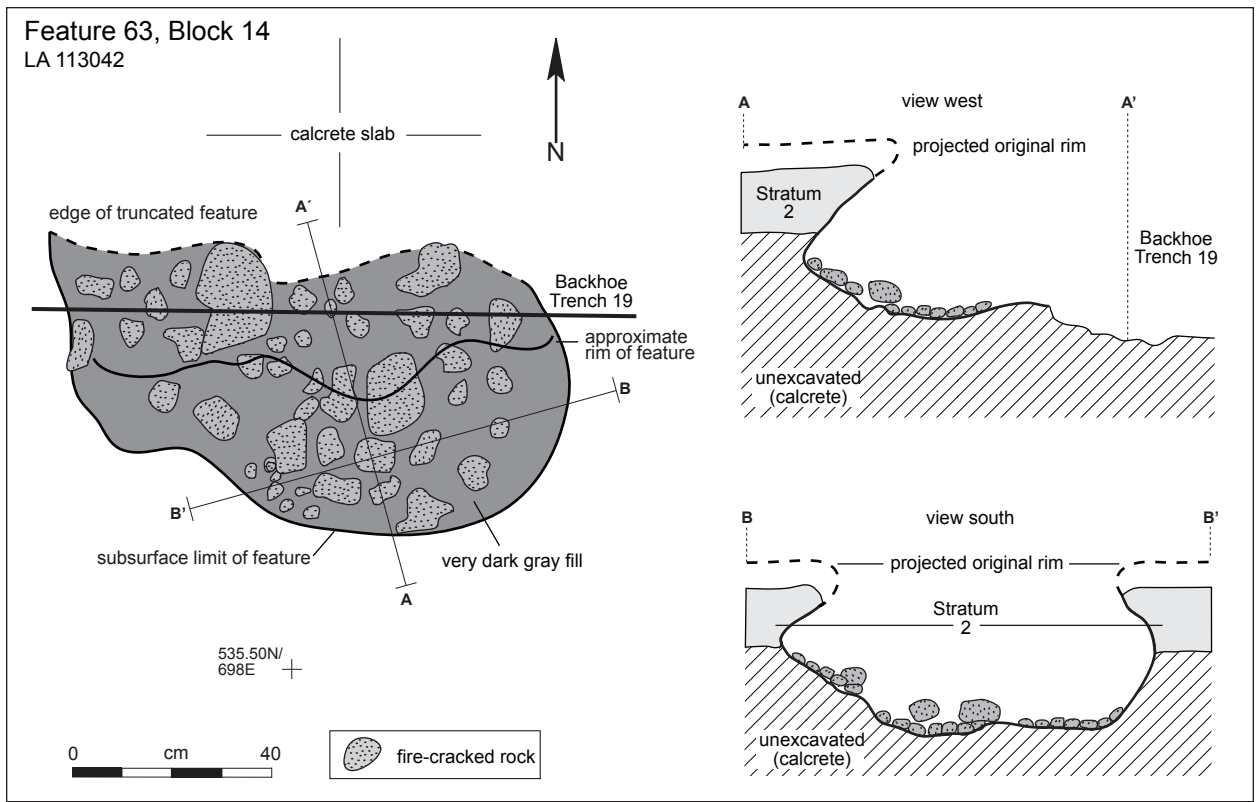 Feature 63, Block 14
LA 113042
calcrete slab
N
edge of truncated feature
A´
Backhoe
Trench 19
approximate
rim of feature
B
B'
subsurface limit of feature
very dark gray fill
A
535.50N/
698E
0 cm 40
fire-cracked rock
A view west A'
projected original rim
Stratum
2
Backhoe
Trench 19
unexcavated
(calcrete)
B view south B'
projected original rim
Stratum
2
unexcavated
(calcrete)